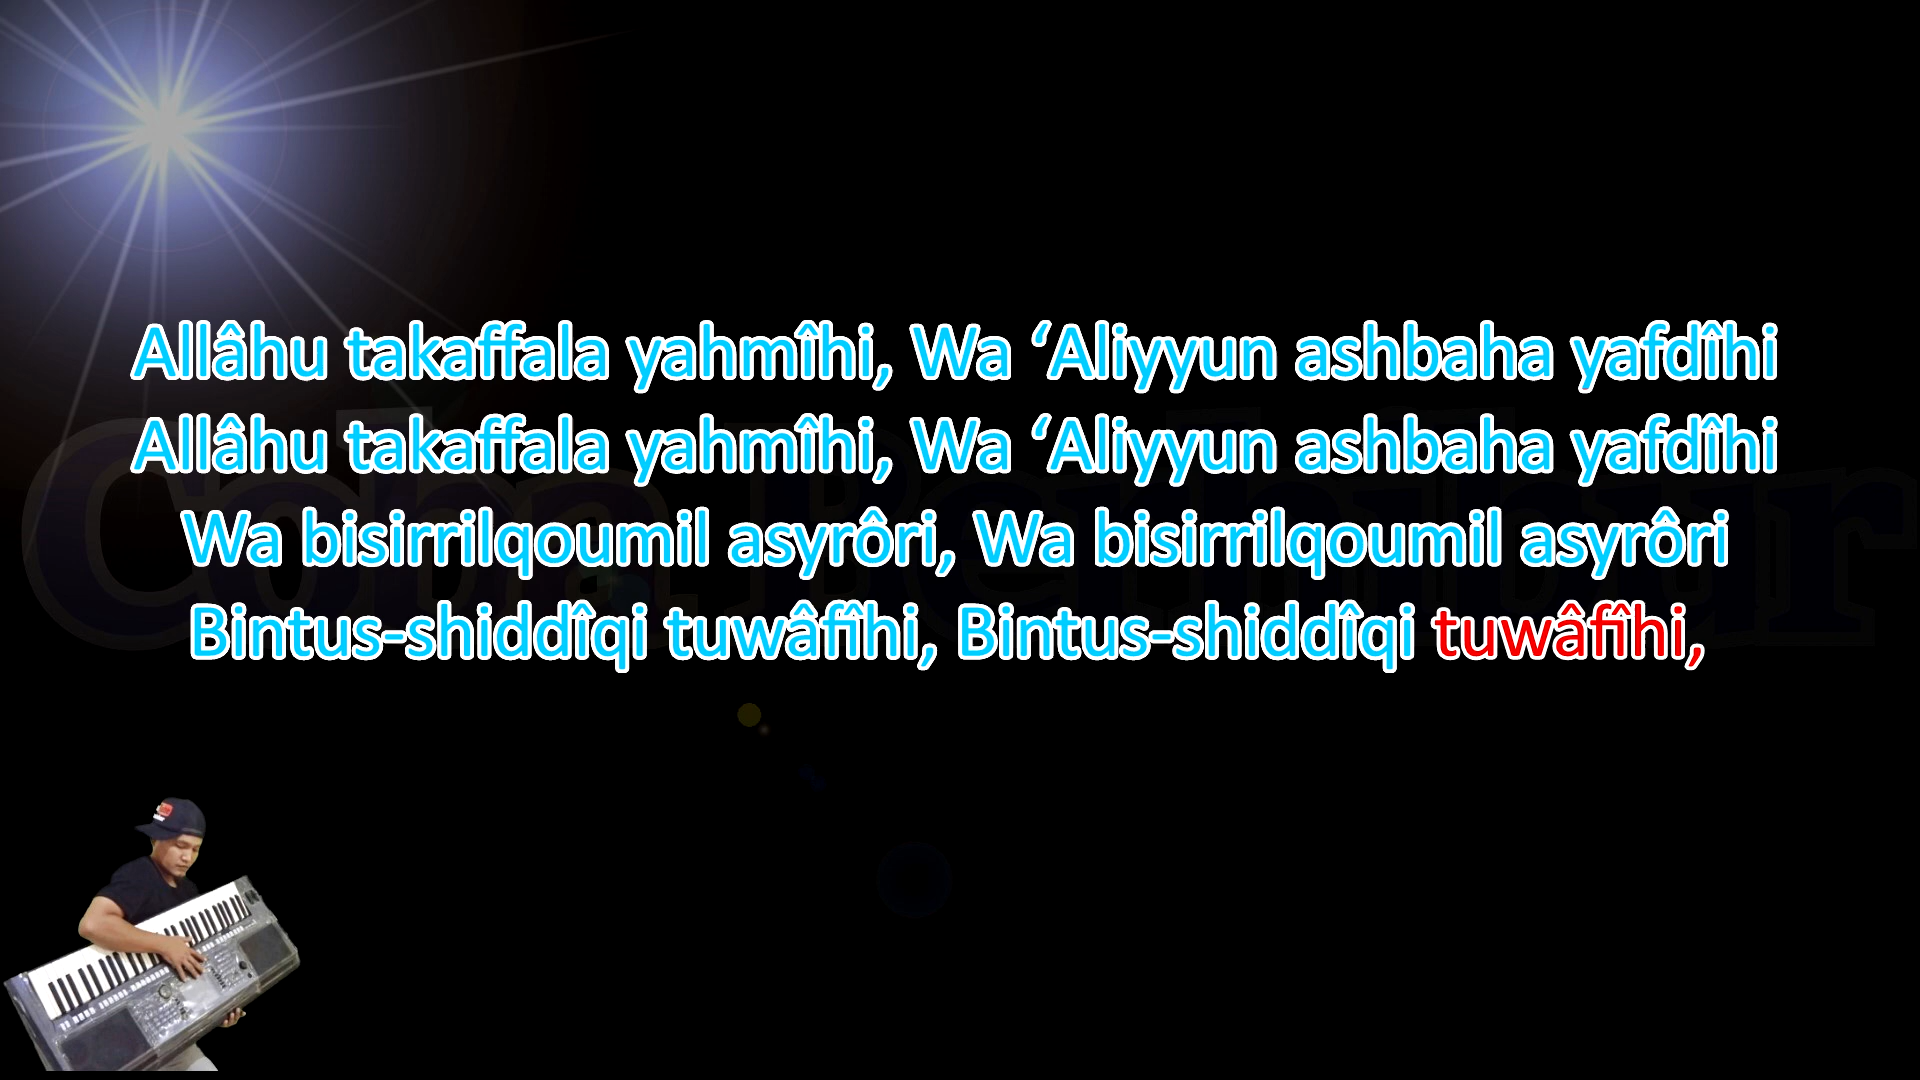 Allâhu takaffala yahmîhi, Wa ‘Aliyyun ashbaha yafdîhi
Allâhu takaffala yahmîhi, Wa ‘Aliyyun ashbaha yafdîhi
Wa bisirrilqoumil asyrôri, Wa bisirrilqoumil asyrôri
Bintus-shiddîqi tuwâfîhi, Bintus-shiddîqi tuwâfîhi,